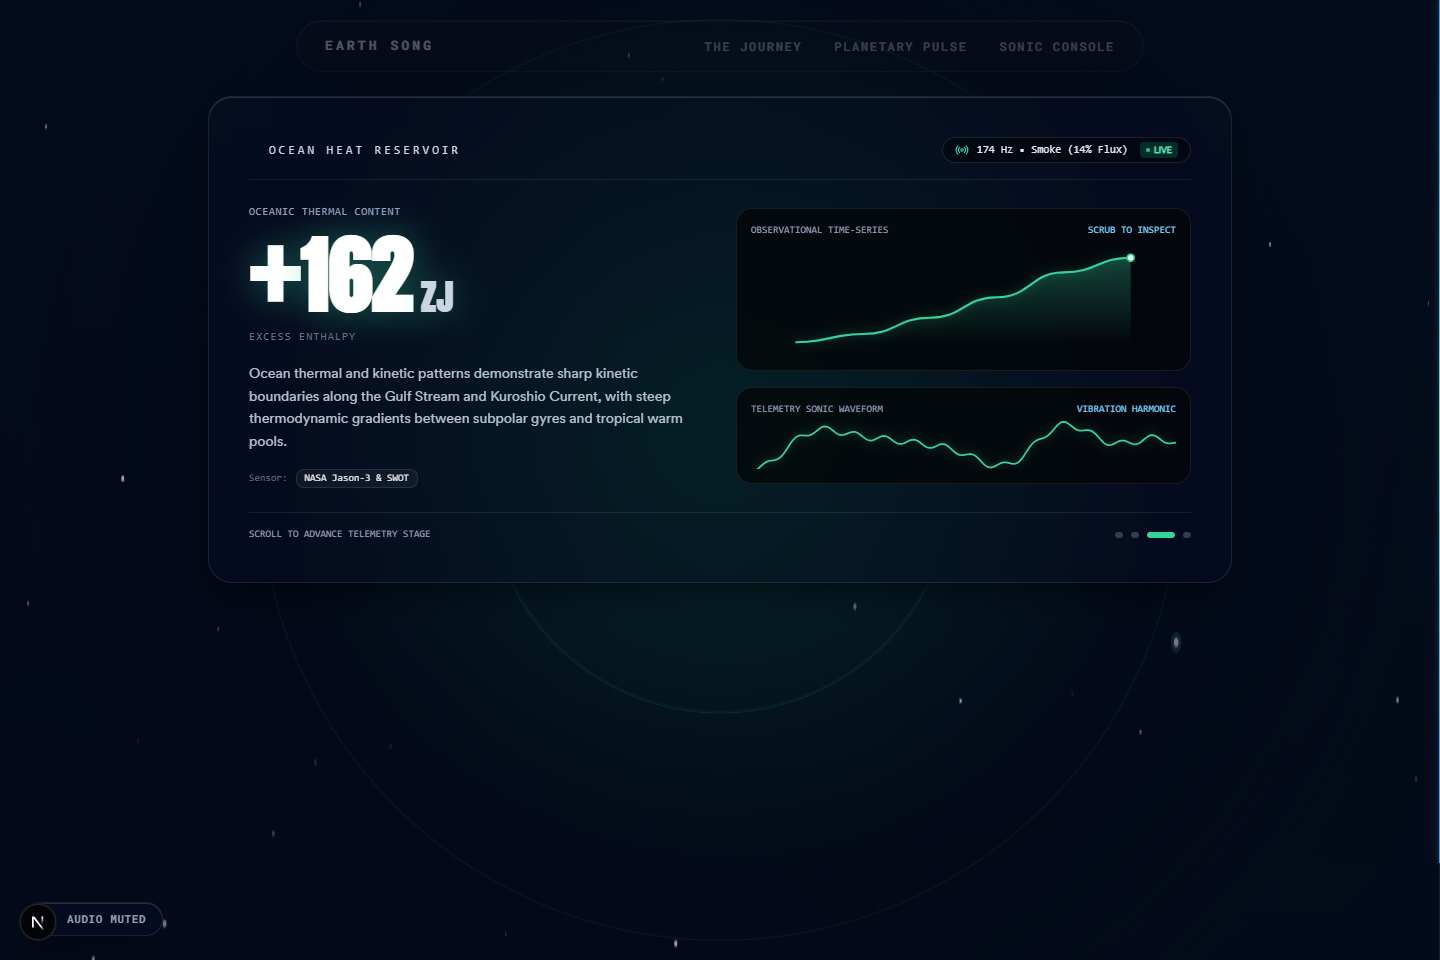 EARTH SONG
THE JOURNEY
PLANETARY PULSE
SONIC CONSOLE
OCEAN HEAT RESERVOIR
174 Hz • Smoke (14% Flux)
LIVE
OCEANIC THERMAL CONTENT
+162 ZJ
EXCESS ENTHALPY
Ocean thermal and kinetic patterns demonstrate sharp kinetic
boundaries along the Gulf Stream and Kuroshio Current, with steep
thermodynamic gradients between subpolar gyres and tropical warm
pools.
Sensor: NASA Jason-3 & SWOT
OBSERVATIONAL TIME-SERIES
SCRUB TO INSPECT
TELEMETRY SONIC WAVEFORM
VIBRATION HARMONIC
SCROLL TO ADVANCE TELEMETRY STAGE
N
AUDIO MUTED